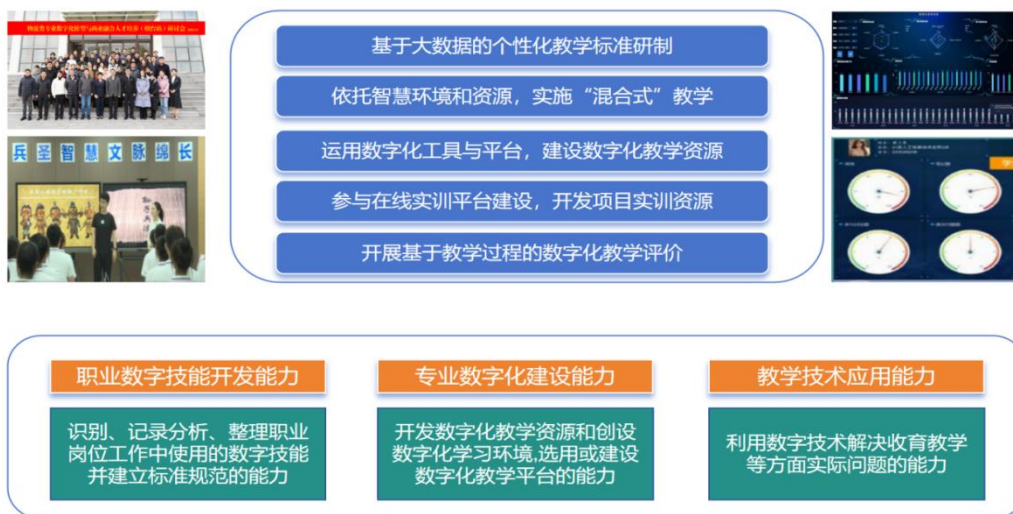 基于大数据的个性化教学标准研制
依托智慧环境和资源，实施“混合式”教学
运用数字化工具与平台，建设数字化教学资源
参与在线实训平台建设，开发项目实训资源
开展基于教学过程的数字化教学评价
兵圣智慧文脉绵长
职业数字技能开发能力
识别、记录分析、整理职业
岗位工作中使用的数字技能
并建立标准规范的能力
专业数字化建设能力
开发数字化教学资源和创设
数字化学习环境,选用或建设
数字化教学平台的能力
教学技术应用能力
利用数字技术解决收育教学
等方面实际问题的能力